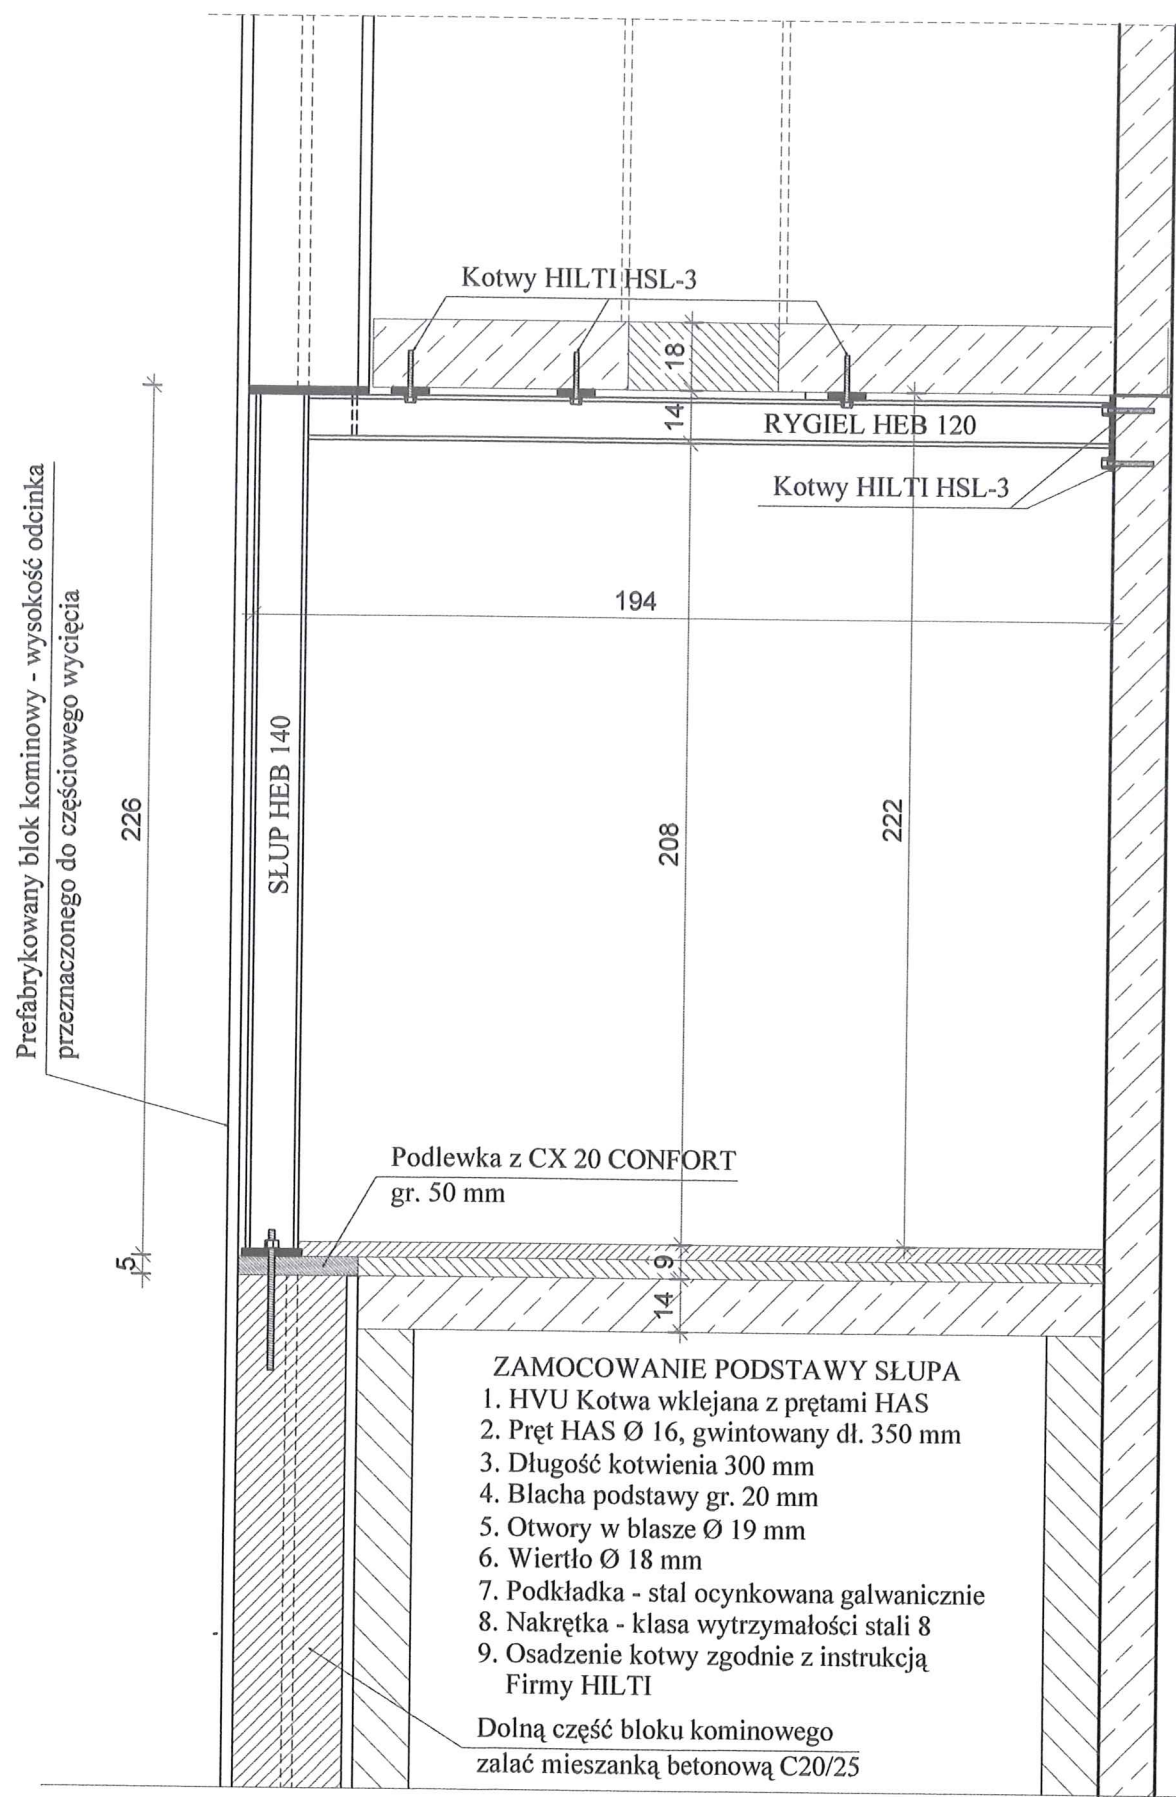 Kotwy HILTI HSL-3
18
14
RYGIEL HEB 120
Kotwy HILTI HSL-3
Prefabrykowany blok kominowy - wysokość odcinka
przeznaczonego do częściowego wycięcia
194
226
SŁUP HEB 140
208
222
Podlewka z CX 20 CONFORT
gr. 50 mm
5
9
14
ZAMOCOWANIE PODSTAWY SŁUPA
1. HVU Kotwa wklejana z prętami HAS
2. Pręt HAS Ø 16, gwintowany dł. 350 mm
3. Długość kotwienia 300 mm
4. Blacha podstawy gr. 20 mm
5. Otwory w blasze Ø 19 mm
6. Wiertło Ø 18 mm
7. Podkładka - stal ocynkowana galwanicznie
8. Nakrętka - klasa wytrzymałości stali 8
9. Osadzenie kotwy zgodnie z instrukcją
Firmy HILTI
Dolną część bloku kominowego
zalać mieszanką betonową C20/25